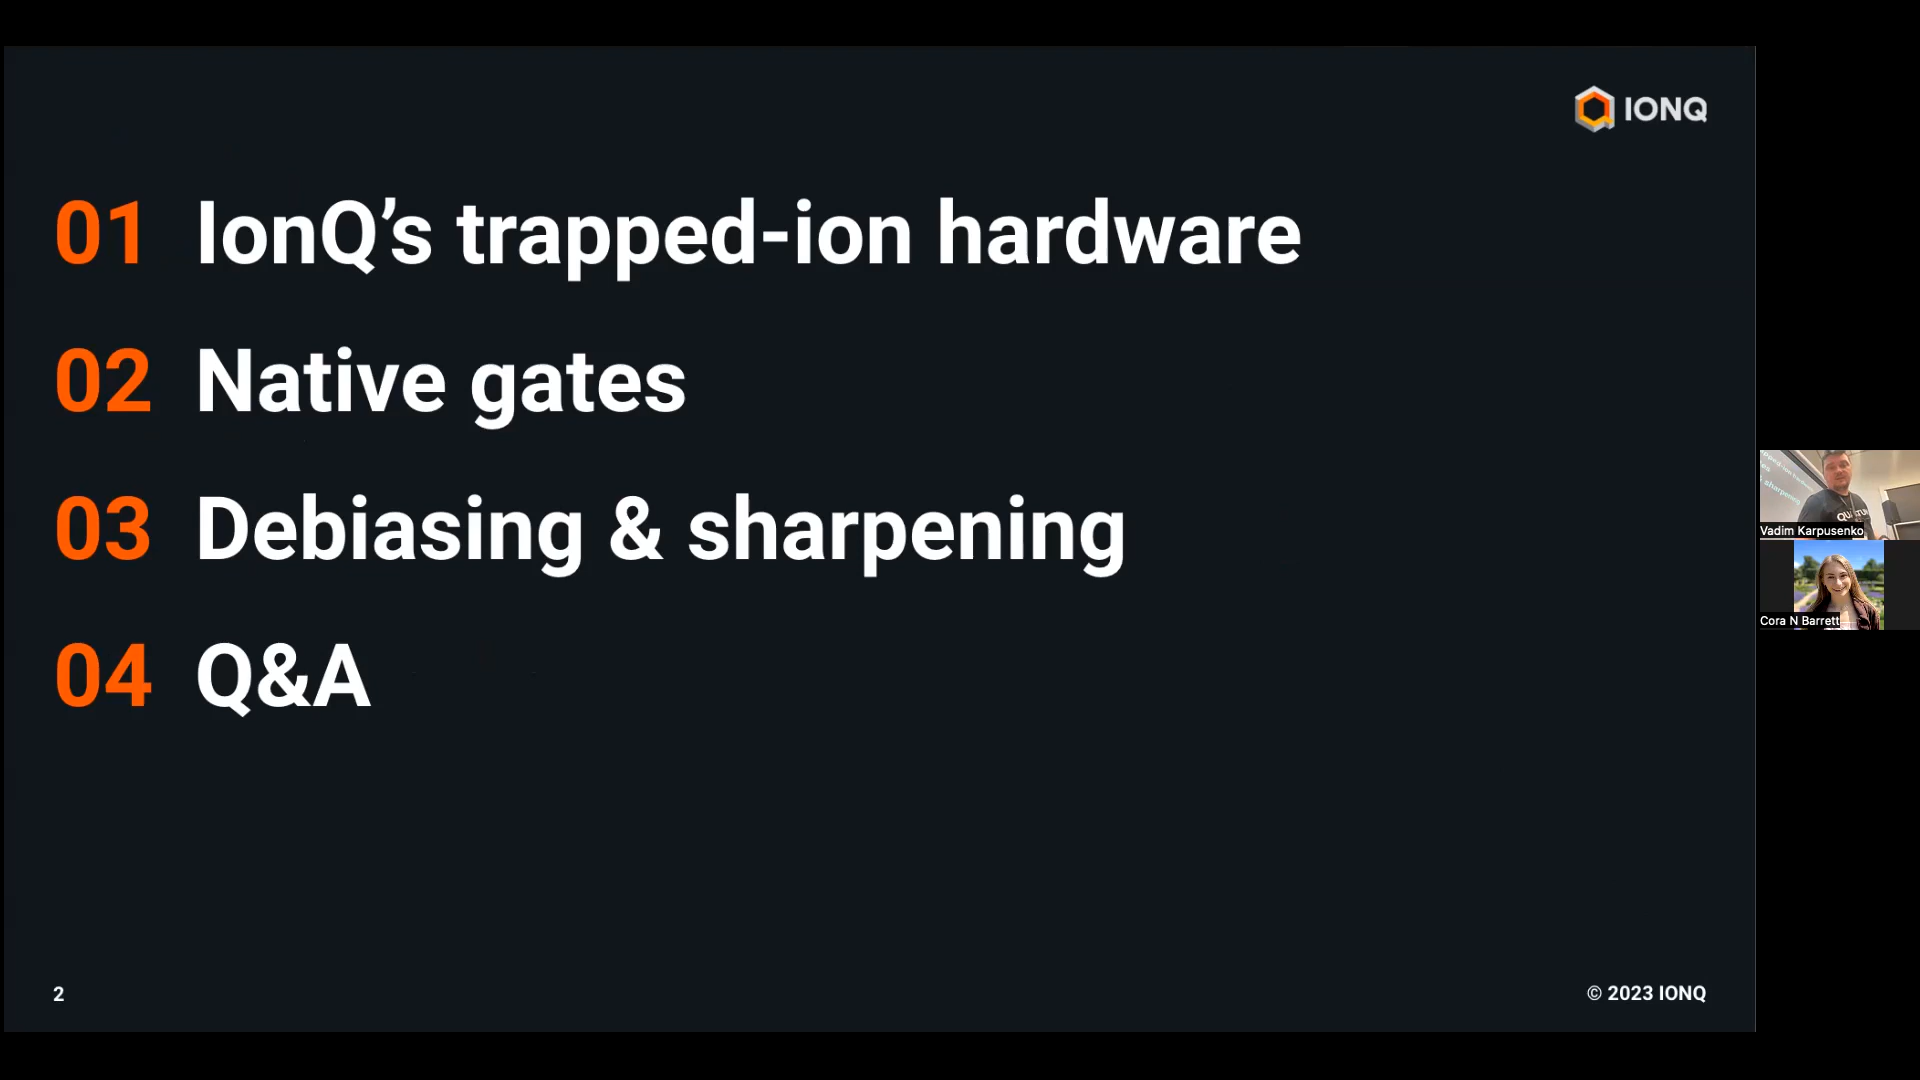 IONQ
01 IonQ’s trapped-ion hardware
02 Native gates
03 Debiasing & sharpening
04 Q&A
2
© 2023 IONQ
Vadim Karpusenko
Cora N Barrett